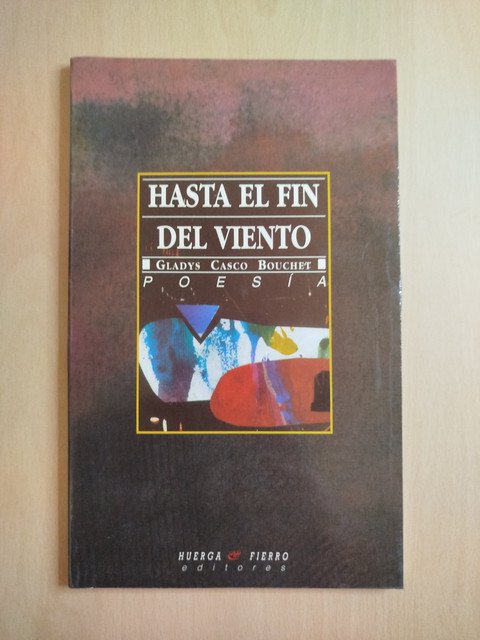 HASTA EL FIN
DEL VIENTO
GLADYS CASCO BOUCHET
POESÍA
HUERGA & FIERRO
editores